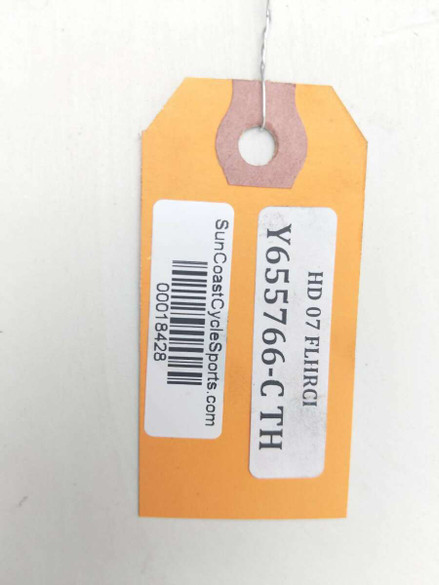 HD 07 FLHRCI
Y655766-C TH
SunCoastCycleSports.com
00018428